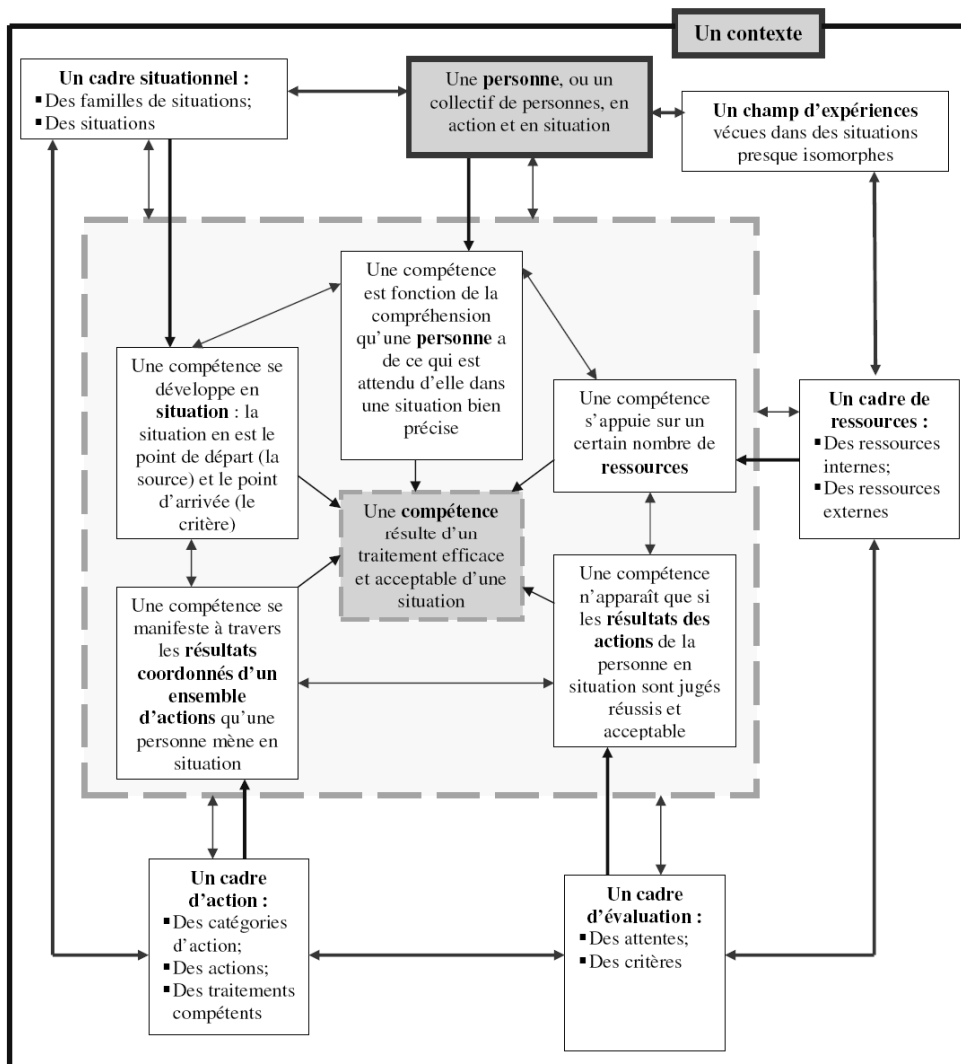 Un contexte
Un cadre situationnel :
▪Des familles de situations;
▪Des situations
Une personne, ou un
collectif de personnes, en
action et en situation
Un champ d'expériences
vécues dans des situations
presque isomorphes
Une compétence
est fonction de la
compréhension
qu'une personne a
de ce qui est
attendu d'elle dans
une situation bien
précise
Une compétence se
développe en
situation : la
situation en est le
point de départ (la
source) et le point
d'arrivée (le
critère)
Une compétence
s'appuie sur un
certain nombre de
ressources
Un cadre de
ressources :
▪Des ressources
internes;
▪Des ressources
externes
Une compétence
résulte d'un
traitement efficace
et acceptable d'une
situation
Une compétence se
manifeste à travers
les résultats
coordonnés d'un
ensemble
d'actions qu'une
personne mène en
situation
Une compétence
n'apparaît que si
les résultats des
actions de la
personne en
situation sont jugés
réussis et
acceptable
Un cadre
d'action :
▪Des catégories
d'action;
▪Des actions;
▪Des traitements
compétents
Un cadre
d'évaluation :
▪Des attentes;
▪Des critères